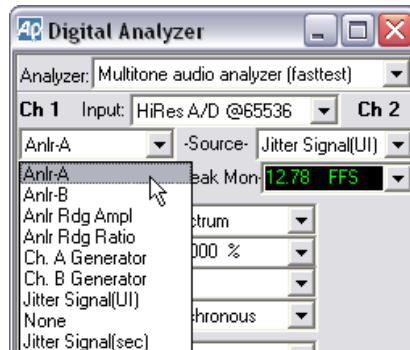 Ap Digital Analyzer
Analyzer: Multitone audio analyzer (fasttest)
Ch 1 Input: HiRes A/D @65536 Ch 2
Anlr-A -Source- Jitter Signal(UI)
Anlr-A
eak Mon- 12.78 FFS
Anlr-B
Anlr Rdg Ampl
ctrum
Anlr Rdg Ratio
000 %
Ch. A Generator
Ch. B Generator
Jitter Signal(UI)
None
hronous
Jitter Signal(sec)